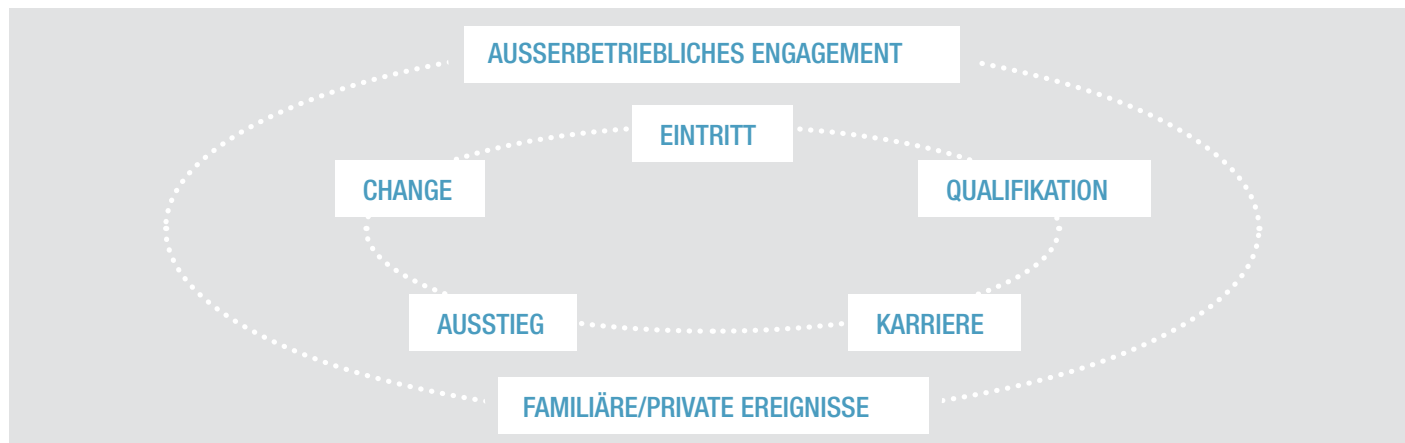 AUSSERBETRIEBLICHES ENGAGEMENT
EINTRITT
CHANGE
QUALIFIKATION
AUSSTIEG
KARRIERE
FAMILIÄRE/PRIVATE EREIGNISSE